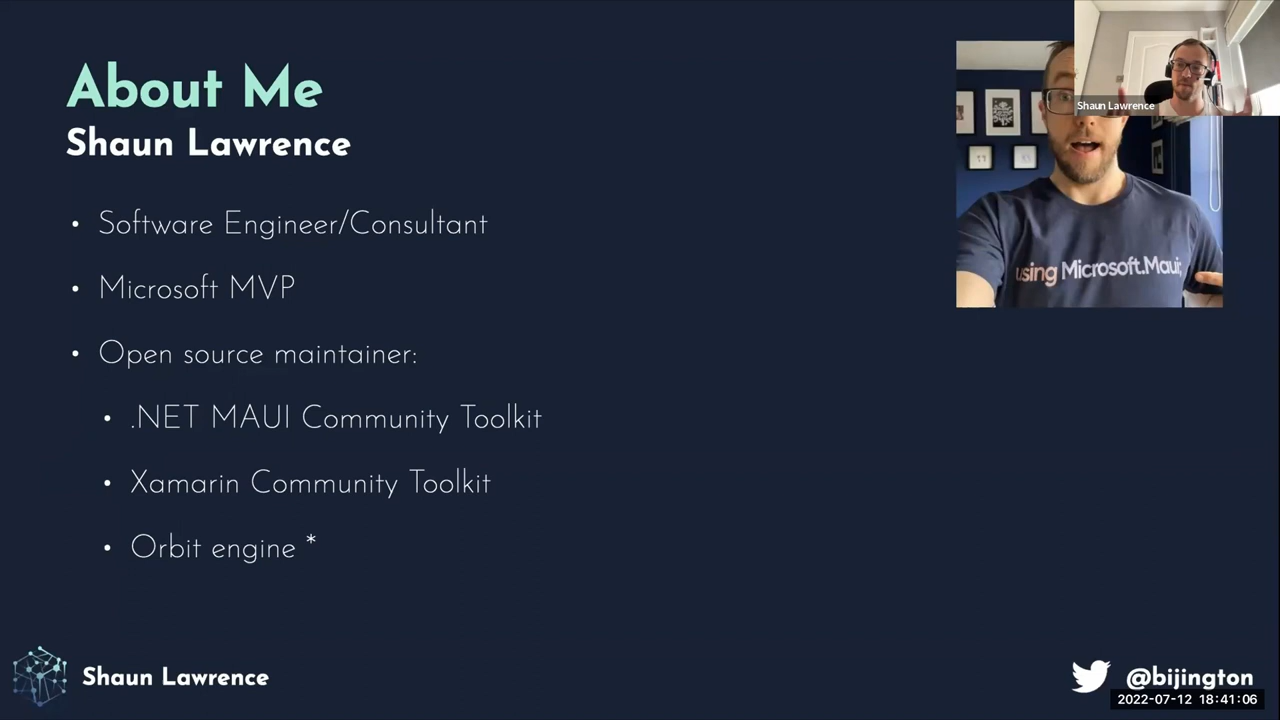 About Me
Shaun Lawrence
• Software Engineer/Consultant
• Microsoft MVP
• Open source maintainer:
• .NET MAUI Community Toolkit
• Xamarin Community Toolkit
• Orbit engine *
Shaun Lawrence
using Microsoft.Maui;
Shaun Lawrence
@bijington
2022-07-12 18:41:06